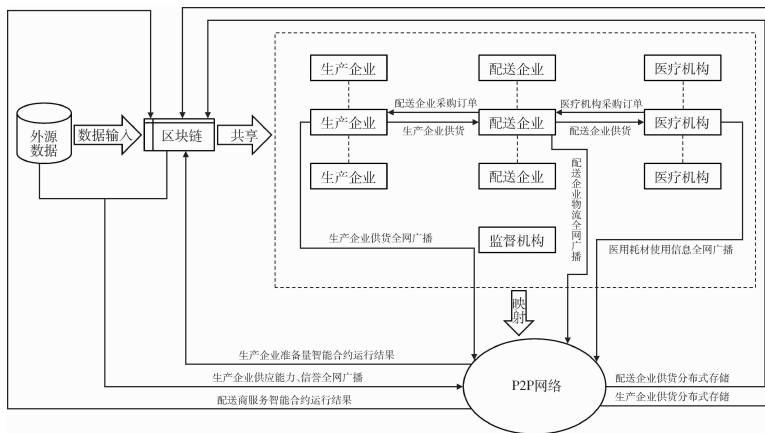 生产企业
配送企业
医疗机构
外源
数据
数据输入
区块链
共享
生产企业
配送企业采购订单
生产企业供货
配送企业
医疗机构采购订单
配送企业供货
医疗机构
生产企业
配送企业
医疗机构
配送企业物流全网广播
生产企业供货全网广播
监督机构
医用耗材使用信息全网广播
映射
生产企业准备量智能合约运行结果
生产企业供应能力、信誉全网广播
配送商服务智能合约运行结果
P2P网络
配送企业供货分布式存储
生产企业供货分布式存储